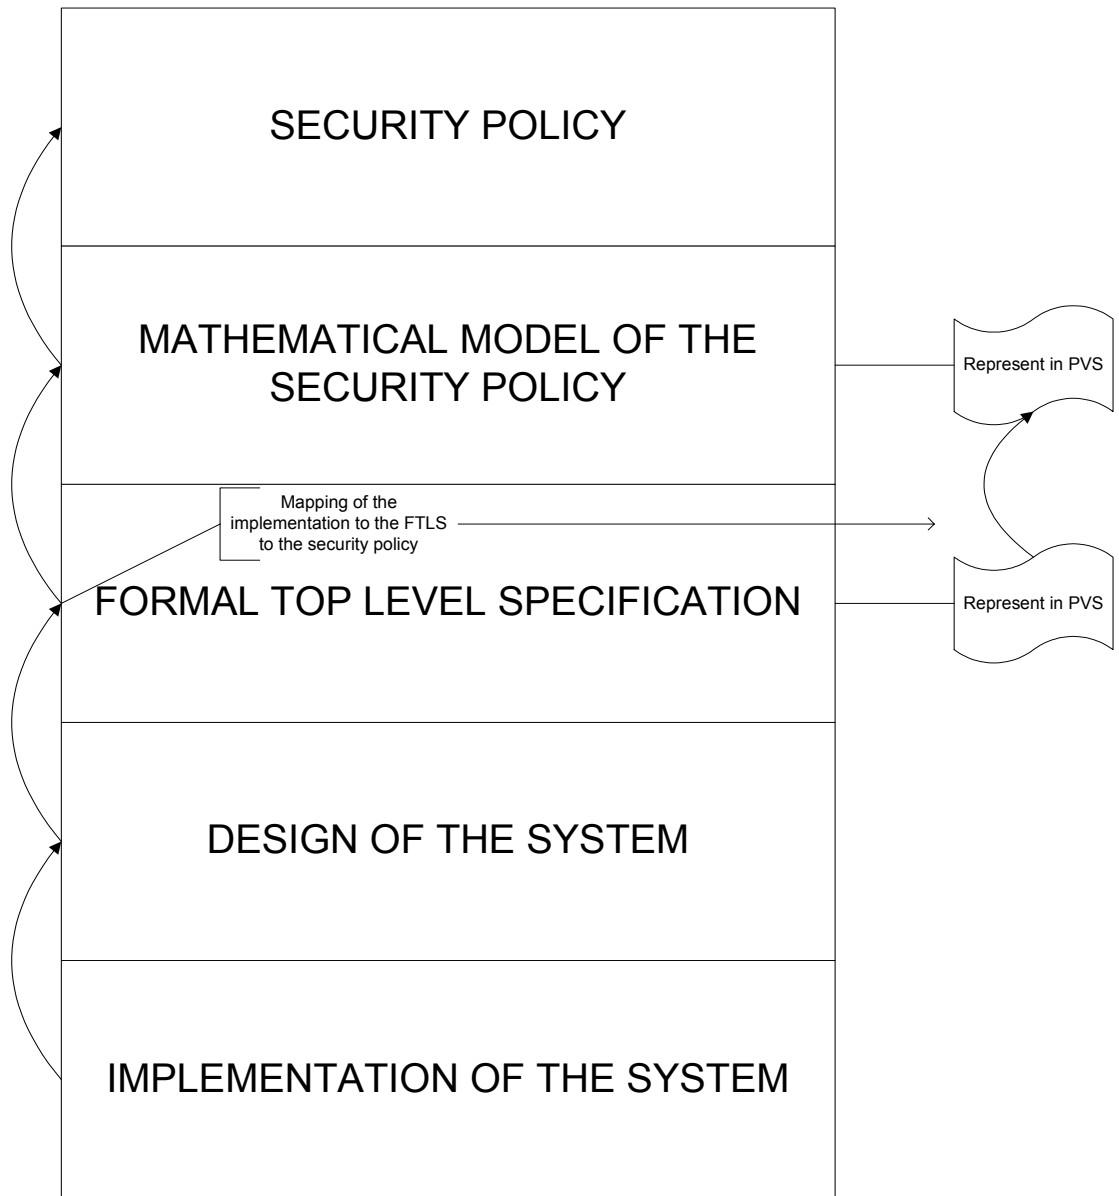 SECURITY POLICY
MATHEMATICAL MODEL OF THE
SECURITY POLICY
Represent in PVS
Mapping of the
implementation to the FTLS
to the security policy
FORMAL TOP LEVEL SPECIFICATION
Represent in PVS
DESIGN OF THE SYSTEM
IMPLEMENTATION OF THE SYSTEM